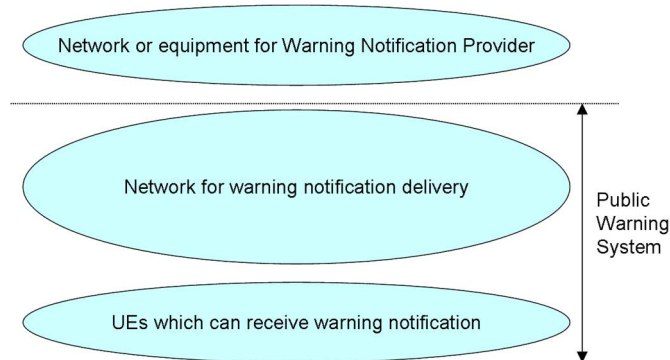 Network or equipment for Warning Notification Provider
Network for warning notification delivery
Public
Warning
System
UEs which can receive warning notification